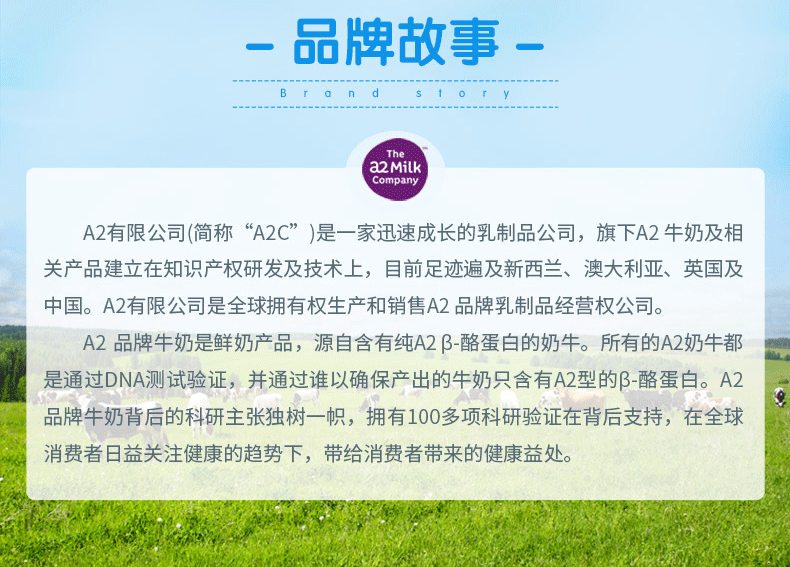 – 品牌故事 –
Brand story
The
a2 Milk
Company
™
A2有限公司(简称“A2C”)是一家迅速成长的乳制品公司，旗下A2 牛奶及相
关产品建立在知识产权研发及技术上，目前足迹遍及新西兰、澳大利亚、英国及
中国。A2有限公司是全球拥有权生产和销售A2 品牌乳制品经营权公司。
A2 品牌牛奶是鲜奶产品，源自含有纯A2 β-酪蛋白的奶牛。所有的A2奶牛都
是通过DNA测试验证，并通过谁以确保产出的牛奶只含有A2型的β-酪蛋白。A2
品牌牛奶背后的科研主张独树一帜，拥有100多项科研验证在背后支持，在全球
消费者日益关注健康的趋势下，带给消费者带来的健康益处。